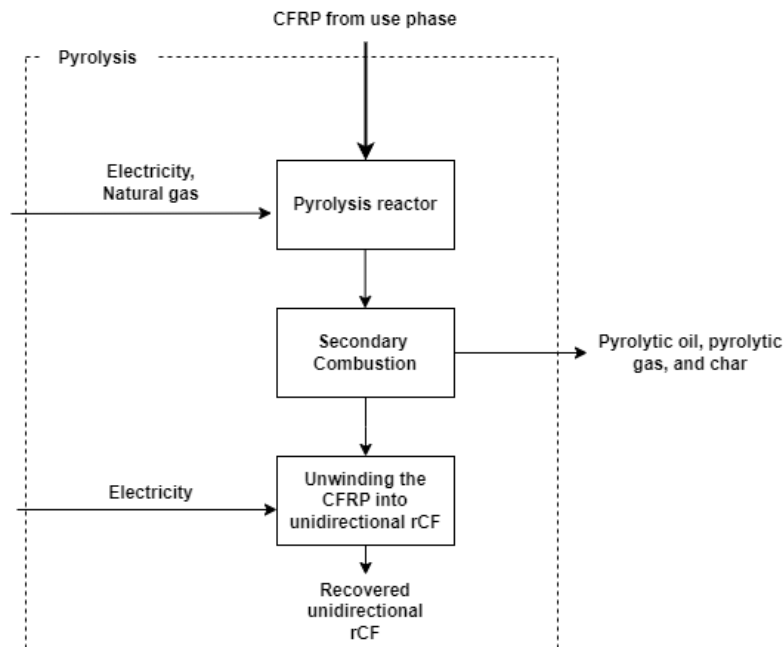 CFRP from use phase
Pyrolysis
Electricity,
Natural gas
Pyrolysis reactor
Secondary
Combustion
Pyrolytic oil, pyrolytic
gas, and char
Electricity
Unwinding the
CFRP into
unidirectional rCF
Recovered
unidirectional
rCF